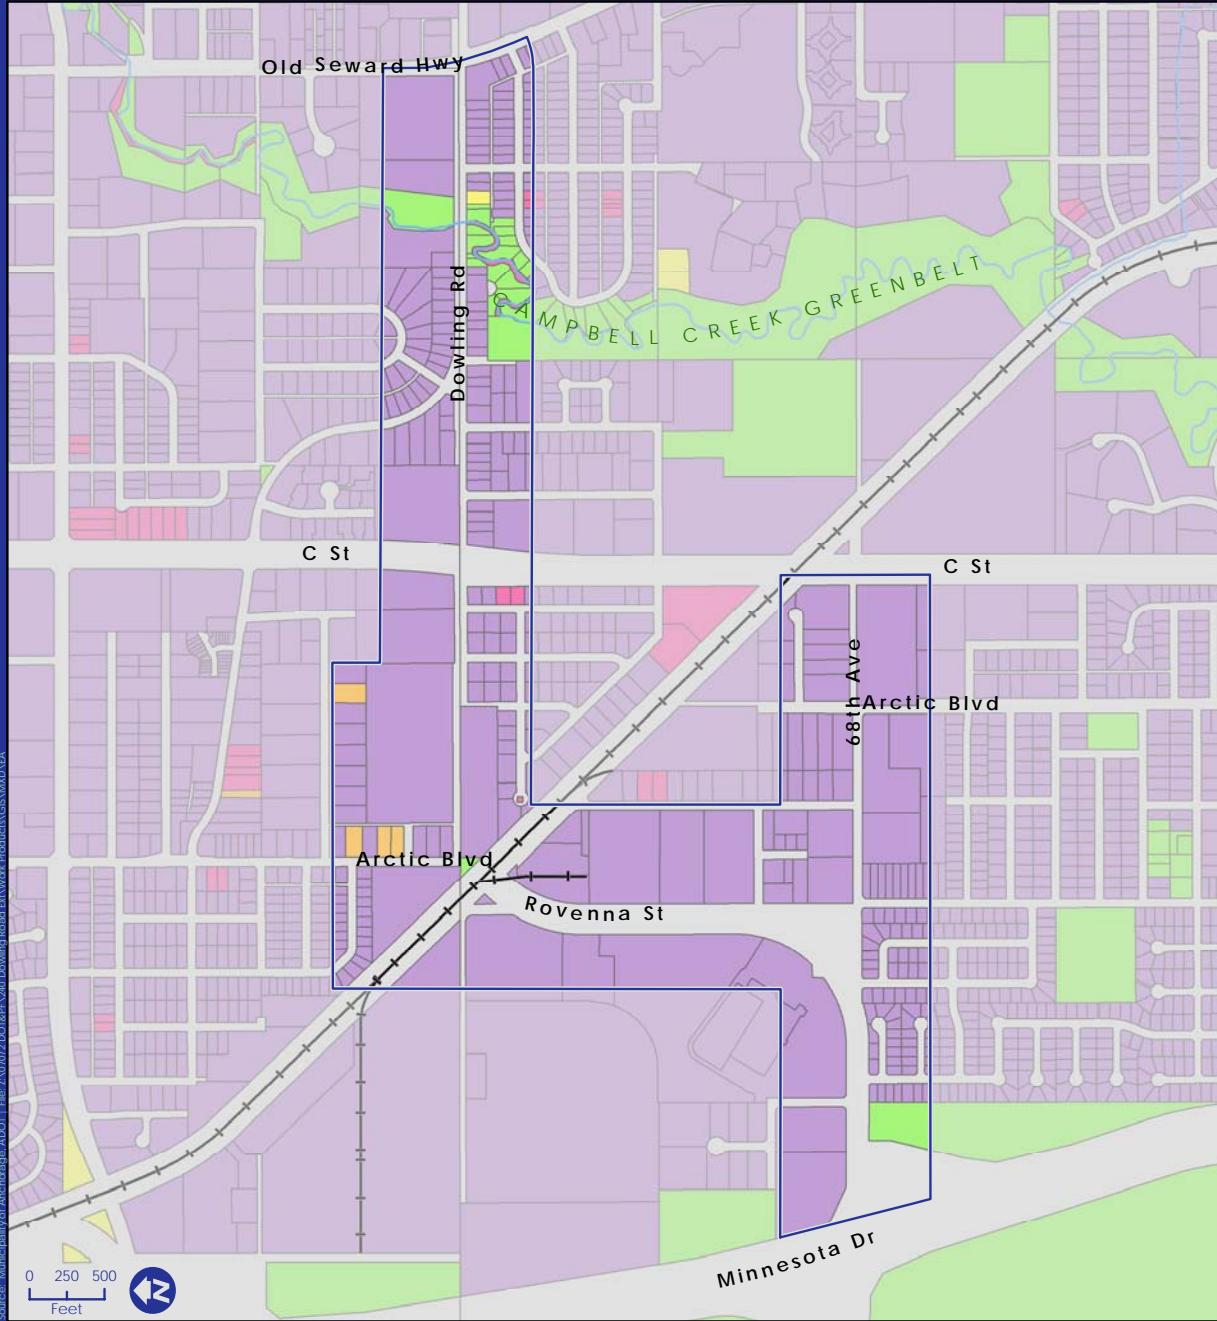 Old Seward Hwy
Dowling Rd
CAMPBELL CREEK GREENBELT
C St
C St
68th Ave
Arctic Blvd
Arctic Blvd
Rovenna St
Minnesota Dr
0 250 500
Feet
N